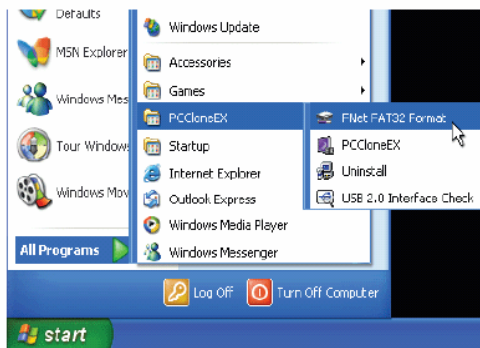 Defaults
MSN Explorer
Windows Mes
Tour Windows
Windows Mov
All Programs
Windows Update
Accessories
Games
PCCloneEX
Startup
Internet Explorer
Outlook Express
Windows Media Player
Windows Messenger
FNet FAT32 Format
PCCloneEX
Uninstall
USB 2.0 Interface Check
Log Off
Turn Off Computer
start